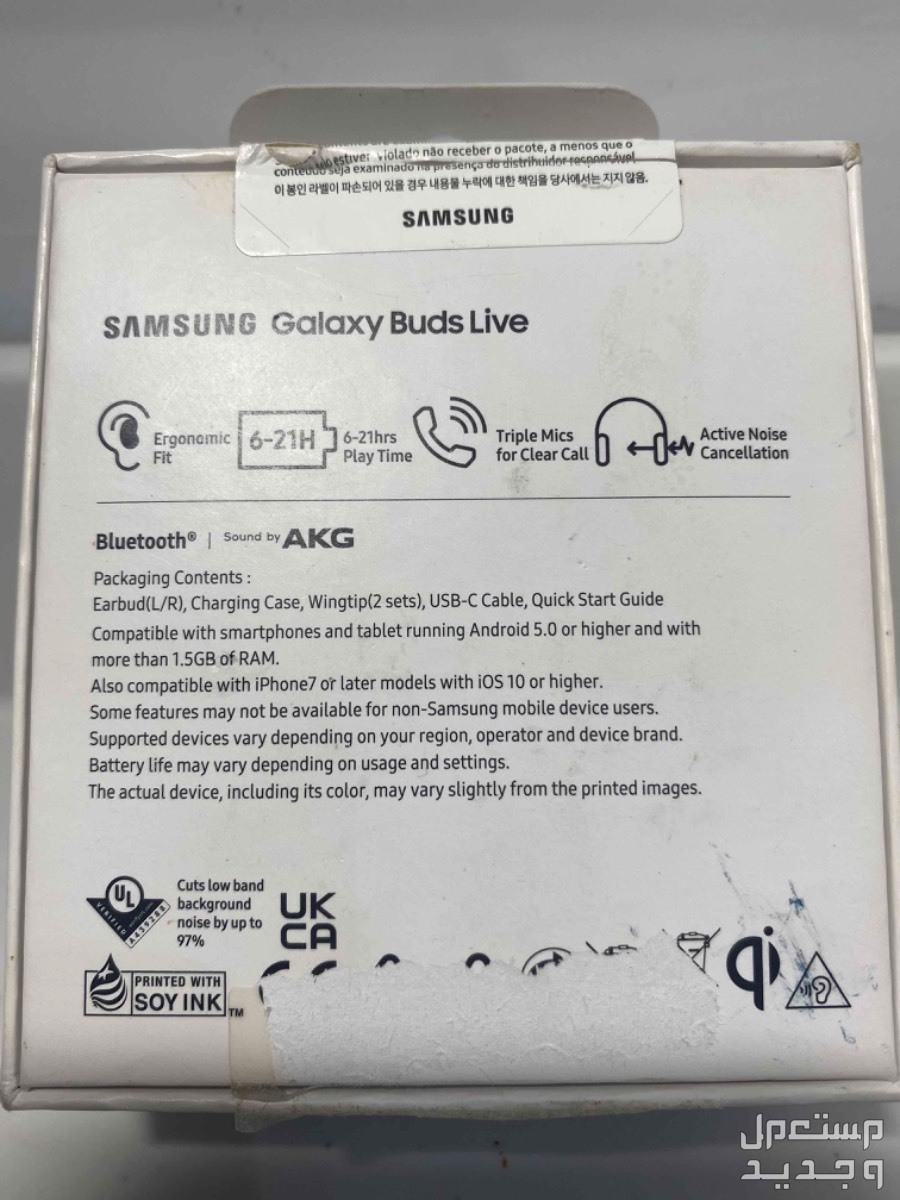 estiver violado não receber o pacote, a menos que o
conteúdo seja examinado na presença do distribuidor responsável.
이 봉인 라벨이 파손되어 있을 경우 내용물 누락에 대한 책임을 당사에서는 지지 않음.
SAMSUNG
SAMSUNG Galaxy Buds Live
Ergonomic
Fit
6-21H
6-21hrs
Play Time
Triple Mics
for Clear Call
Active Noise
Cancellation
Bluetooth® | Sound by AKG
Packaging Contents :
Earbud(L/R), Charging Case, Wingtip(2 sets), USB-C Cable, Quick Start Guide
Compatible with smartphones and tablet running Android 5.0 or higher and with
more than 1.5GB of RAM.
Also compatible with iPhone7 or later models with iOS 10 or higher.
Some features may not be available for non-Samsung mobile device users.
Supported devices vary depending on your region, operator and device brand.
Battery life may vary depending on usage and settings.
The actual device, including its color, may vary slightly from the printed images.
UL
VERIFIED
A439283
Cuts low band
background
noise by up to
97%
UK
CA
PRINTED WITH
SOY INK™
qi
مستعمل
وجديد